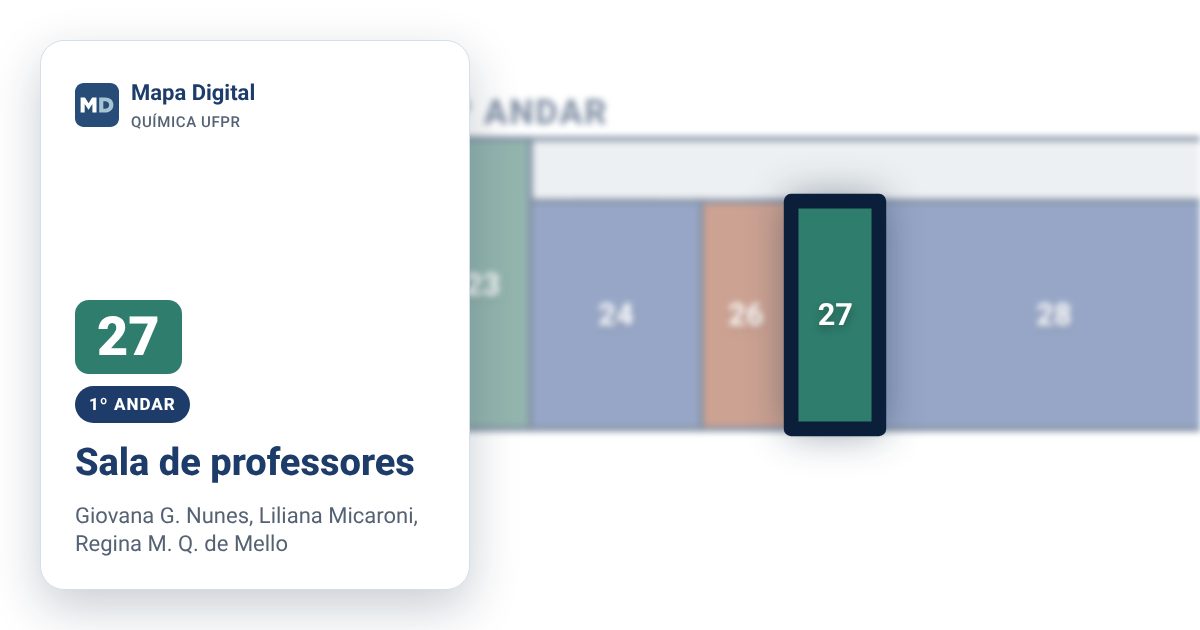 MD
Mapa Digital
QUÍMICA UFPR
27
1º ANDAR
Sala de professores
Giovana G. Nunes, Liliana Micaroni,
Regina M. Q. de Mello
ANDAR
23
24
26
27
28